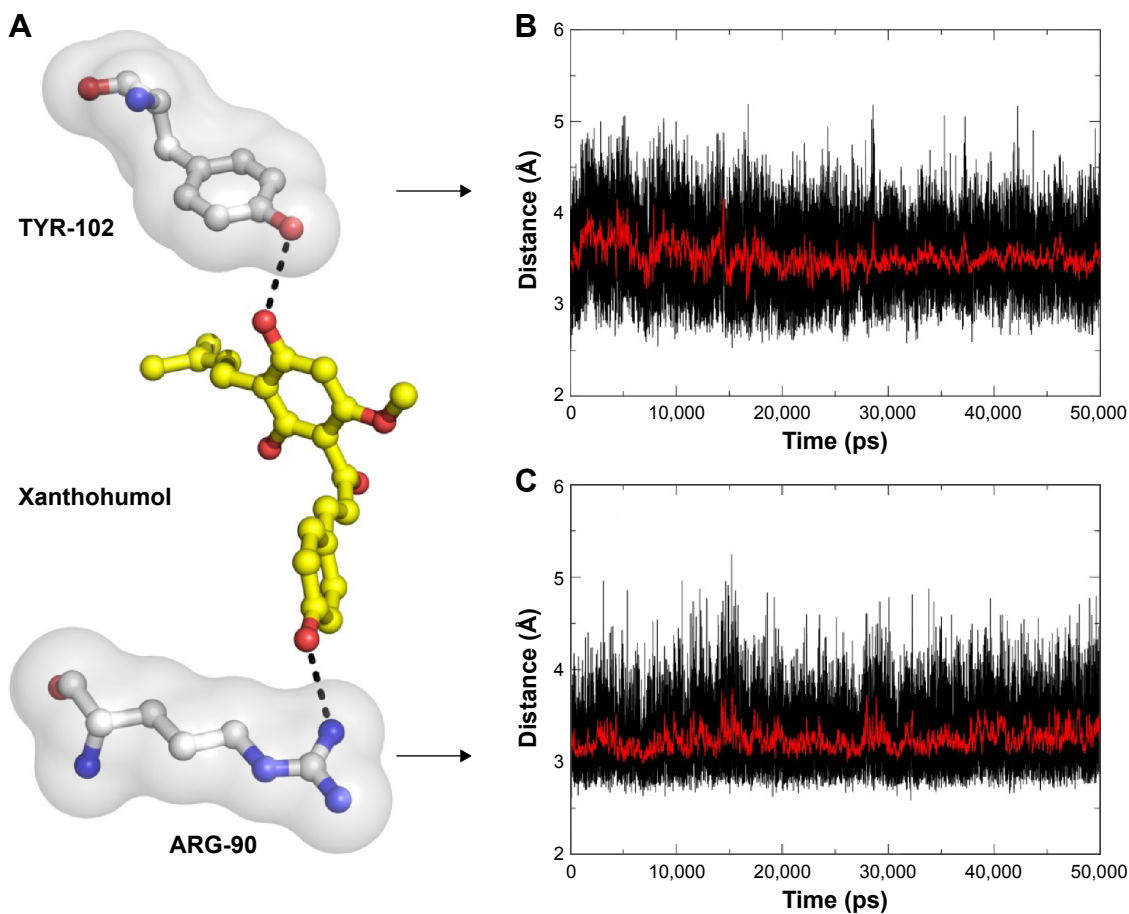 A
TYR-102
Xanthohumol
ARG-90
B
6
5
4
3
2
Distance (Å)
0
10,000
20,000
30,000
40,000
50,000
Time (ps)
C
6
5
4
3
2
Distance (Å)
0
10,000
20,000
30,000
40,000
50,000
Time (ps)